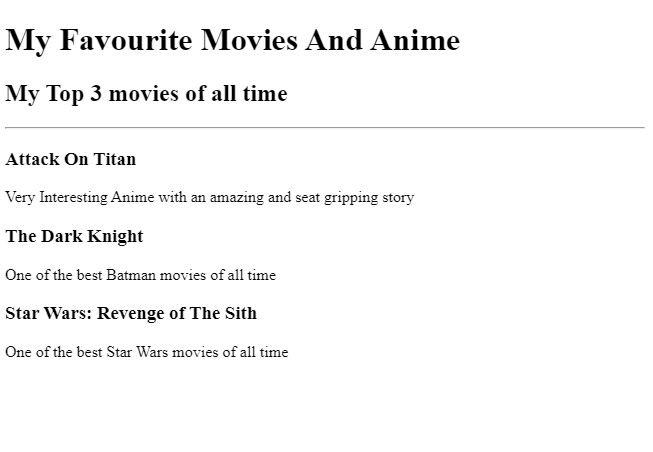 My Favourite Movies And Anime
My Top 3 movies of all time
Attack On Titan
Very Interesting Anime with an amazing and seat gripping story
The Dark Knight
One of the best Batman movies of all time
Star Wars: Revenge of The Sith
One of the best Star Wars movies of all time